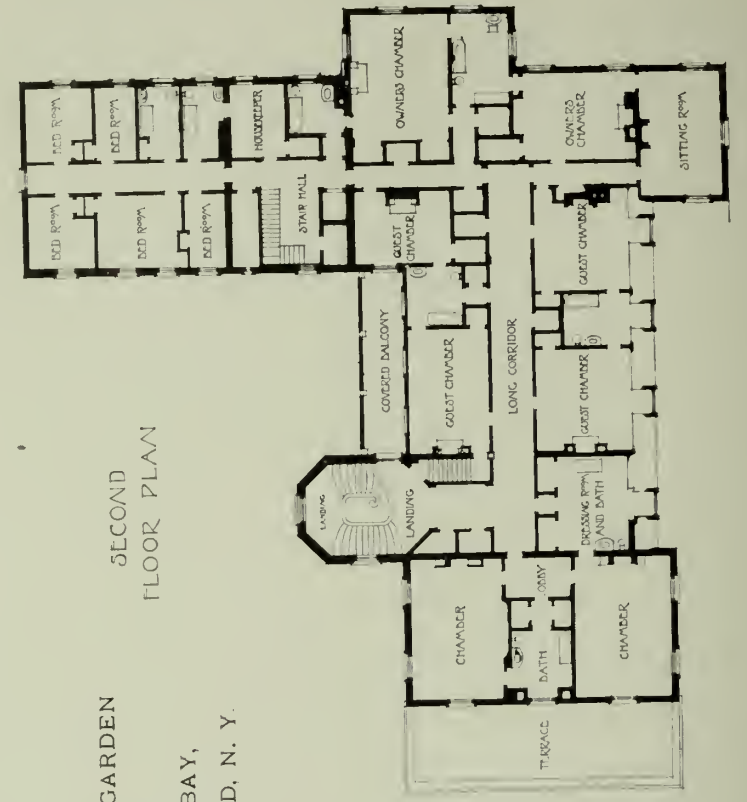 GARDEN
BAY,
D, N. Y.
SECOND
FLOOR PLAN
BED ROOM
BED ROOM
BED ROOM
BED ROOM
BED ROOM
HOUSEKEEPER
STAIR HALL
OWNERS CHAMBER
OWNERS
CHAMBER
SITTING ROOM
GUEST
CHAMBER
COVERED BALCONY
GUEST CHAMBER
LONG CORRIDOR
GUEST CHAMBER
GUEST CHAMBER
LANDING
LANDING
DRESSING ROOM
AND BATH
CHAMBER
LOBBY
BATH
CHAMBER
TERRACE